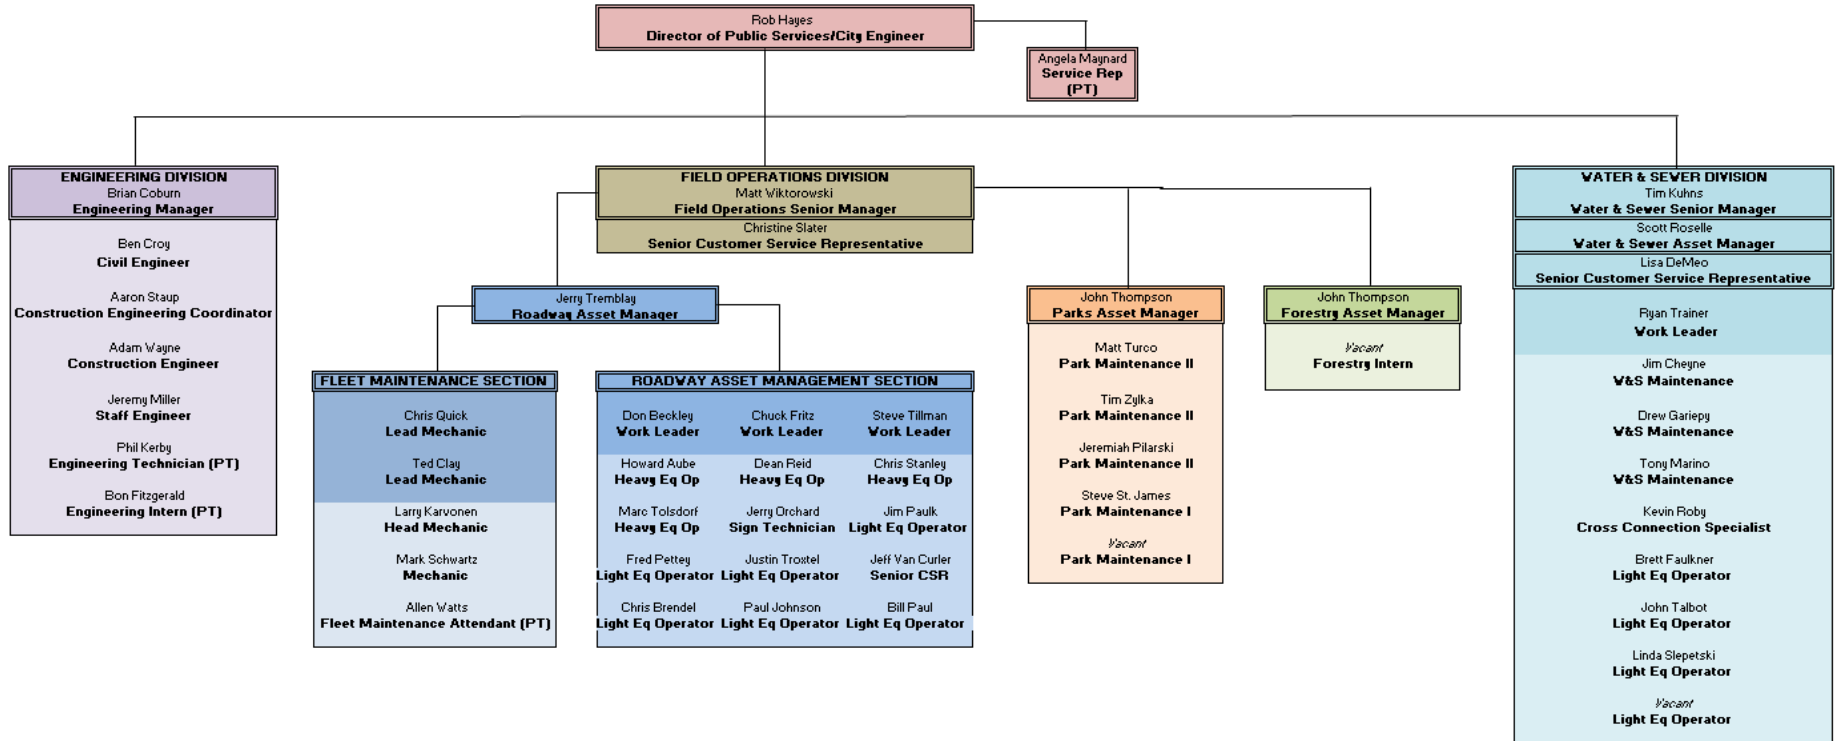 Rob Hayes
Director of Public Services/City Engineer
Angela Maynard
Service Rep
(PT)
ENGINEERING DIVISION
Brian Coburn
Engineering Manager
Ben Croy
Civil Engineer
Aaron Staup
Construction Engineering Coordinator
Adam Wayne
Construction Engineer
Jeremy Miller
Staff Engineer
Phil Kerby
Engineering Technician (PT)
Bon Fitzgerald
Engineering Intern (PT)
FIELD OPERATIONS DIVISION
Matt Wiktorowski
Field Operations Senior Manager
Christine Slater
Senior Customer Service Representative
Jerry Tremblay
Roadway Asset Manager
FLEET MAINTENANCE SECTION
Chris Quick
Lead Mechanic
Ted Clay
Lead Mechanic
Larry Karvonen
Head Mechanic
Mark Schwartz
Mechanic
Allen Watts
Fleet Maintenance Attendant (PT)
ROADWAY ASSET MANAGEMENT SECTION
Don Beckley Chuck Fritz Steve Tillman
Work Leader Work Leader Work Leader
Howard Aube Dean Reid Chris Stanley
Heavy Eq Op Heavy Eq Op Heavy Eq Op
Marc Tolsdorf Jerry Orchard Jim Paulk
Heavy Eq Op Sign Technician Light Eq Operator
Fred Pettey Justin Troxtel Jeff Van Curler
Light Eq Operator Light Eq Operator Senior CSR
Chris Brendel Paul Johnson Bill Paul
Light Eq Operator Light Eq Operator Light Eq Operator
John Thompson
Parks Asset Manager
Matt Turco
Park Maintenance II
Tim Zylka
Park Maintenance II
Jeremiah Pilarski
Park Maintenance II
Steve St. James
Park Maintenance I
Vacant
Park Maintenance I
John Thompson
Forestry Asset Manager
Vacant
Forestry Intern
WATER & SEWER DIVISION
Tim Kuhns
Water & Sewer Senior Manager
Scott Roselle
Water & Sewer Asset Manager
Lisa DeMeo
Senior Customer Service Representative
Ryan Trainer
Work Leader
Jim Cheyne
W&S Maintenance
Drew Gariepy
W&S Maintenance
Tony Marino
W&S Maintenance
Kevin Roby
Cross Connection Specialist
Brett Faulkner
Light Eq Operator
John Talbot
Light Eq Operator
Linda Slepetski
Light Eq Operator
Vacant
Light Eq Operator